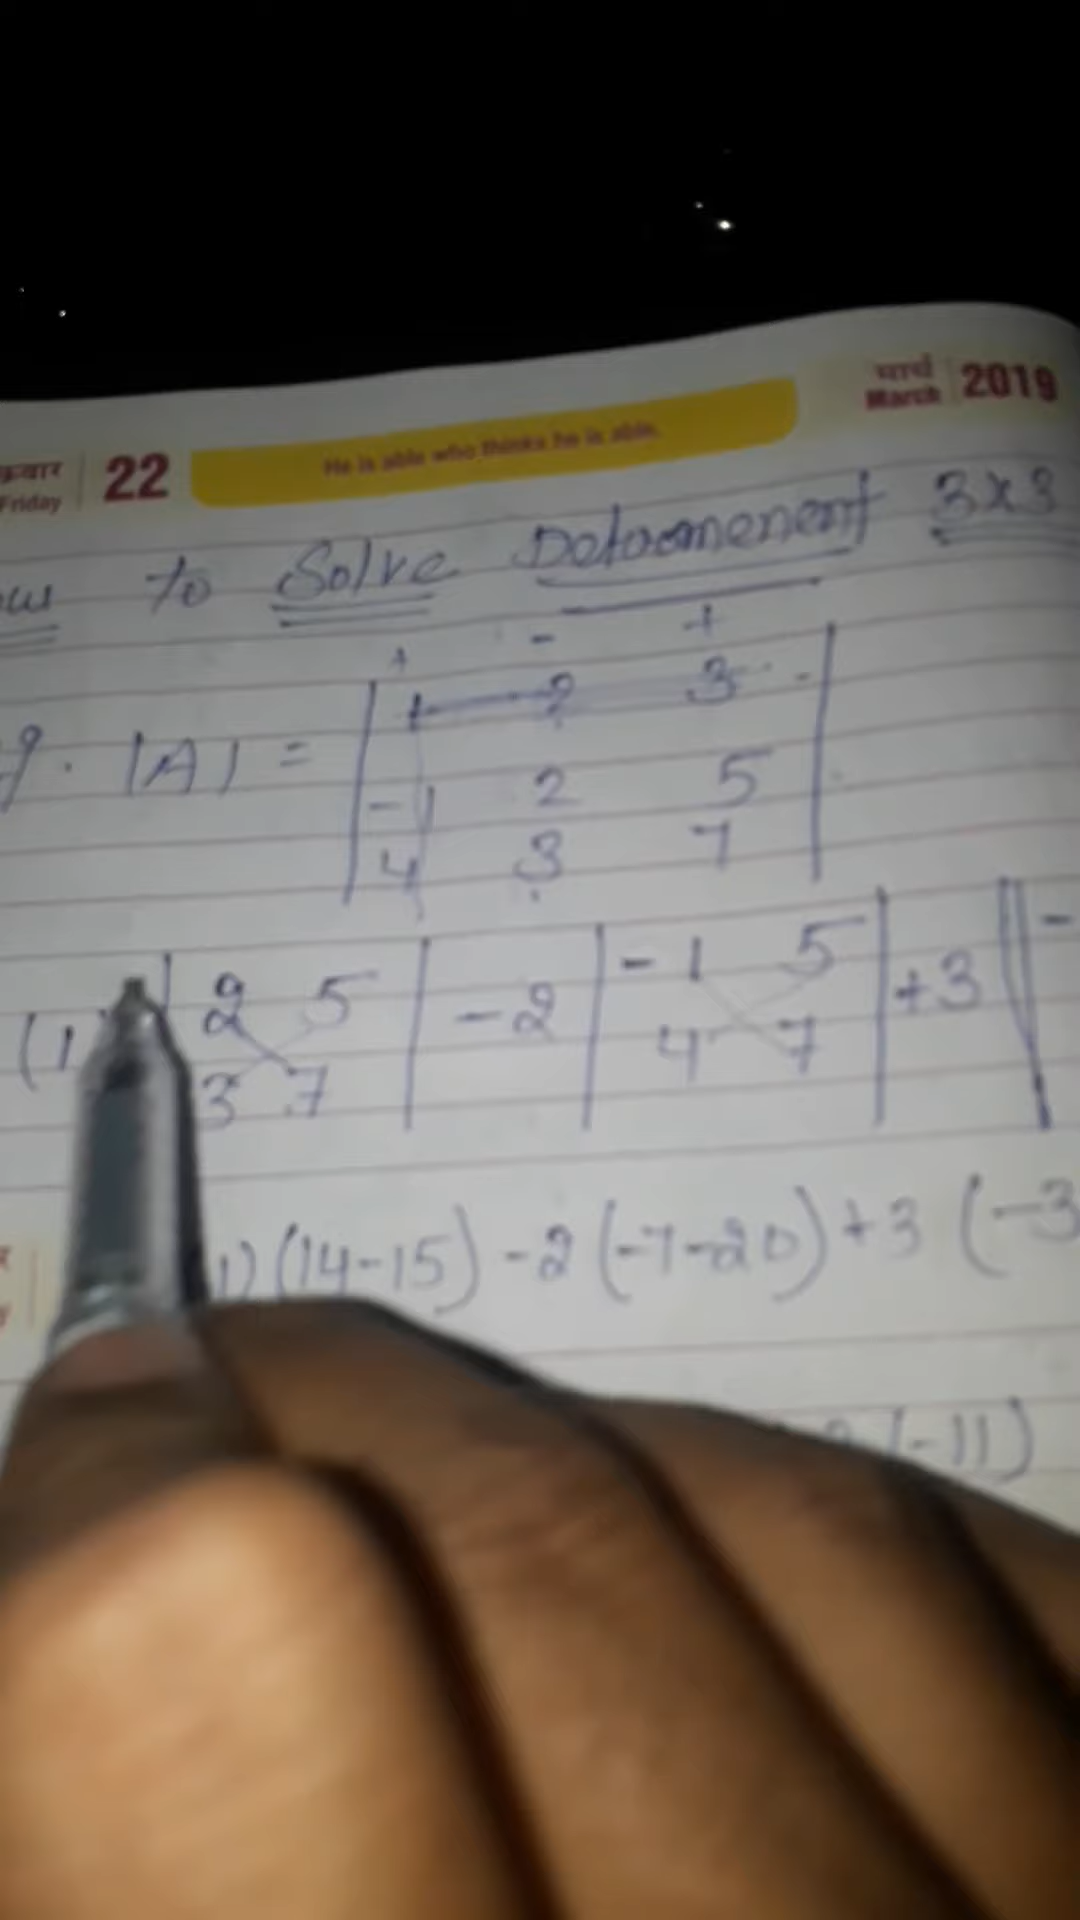 मार्च
March 2019
Friday 22
He is able who thinks he is able.
to Solve Detaomenent 3x3
+ - +
|A| = | 1 2 3 |
| -1 2 5 |
| 4 3 7 |
(1 | 2 5 | -2 | -1 5 | +3 | -
3 7 4 7
1) (14-15) -2 (-7-20) +3 (-3
(-11)